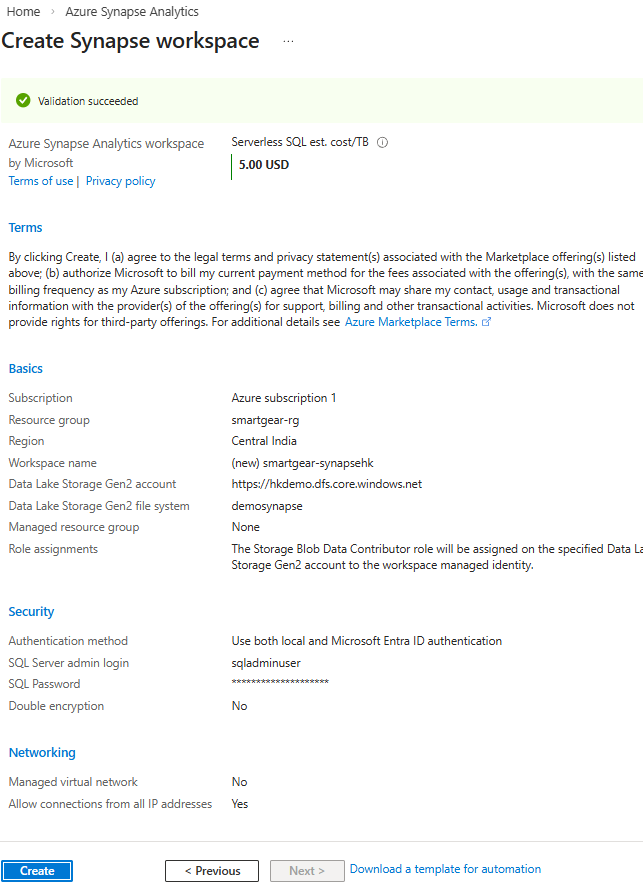 Home › Azure Synapse Analytics
Create Synapse workspace ...
Validation succeeded
Azure Synapse Analytics workspace
by Microsoft
Terms of use | Privacy policy
Serverless SQL est. cost/TB
5.00 USD
Terms
By clicking Create, I (a) agree to the legal terms and privacy statement(s) associated with the Marketplace offering(s) listed
above; (b) authorize Microsoft to bill my current payment method for the fees associated with the offering(s), with the same
billing frequency as my Azure subscription; and (c) agree that Microsoft may share my contact, usage and transactional
information with the provider(s) of the offering(s) for support, billing and other transactional activities. Microsoft does not
provide rights for third-party offerings. For additional details see Azure Marketplace Terms.
Basics
Subscription Azure subscription 1
Resource group smartgear-rg
Region Central India
Workspace name (new) smartgear-synapsehk
Data Lake Storage Gen2 account https://hkdemo.dfs.core.windows.net
Data Lake Storage Gen2 file system demosynapse
Managed resource group None
Role assignments The Storage Blob Data Contributor role will be assigned on the specified Data La
Storage Gen2 account to the workspace managed identity.
Security
Authentication method Use both local and Microsoft Entra ID authentication
SQL Server admin login sqladminuser
SQL Password ********************
Double encryption No
Networking
Managed virtual network No
Allow connections from all IP addresses Yes
Create < Previous Next > Download a template for automation